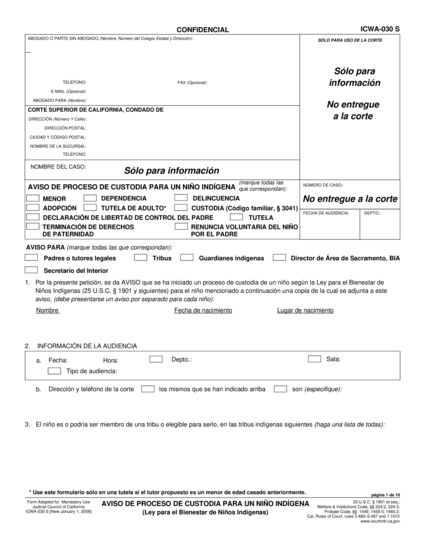 CONFIDENCIAL
ICWA-030 S
ABOGADO O PARTE SIN ABOGADO (Nombre, Número del Colegio Estatal y Dirección):
SÓLO PARA USO DE LA CORTE
TELÉFONO:
FAX (Opcional):
E-MAIL (Opcional):
ABOGADO PARA (Nombre):
Sólo para
información
No entregue
a la corte
CORTE SUPERIOR DE CALIFORNIA, CONDADO DE
DIRECCIÓN (Número Y Calle):
DIRECCIÓN POSTAL:
CIUDAD Y CÓDIGO POSTAL:
NOMBRE DE LA SUCURSAL:
TELÉFONO:
NOMBRE DEL CASO:
Sólo para información
AVISO DE PROCESO DE CUSTODIA PARA UN NIÑO INDÍGENA (marque todas las que correspondan):
MENOR
DEPENDENCIA
DELINCUENCIA
ADOPCIÓN
TUTELA DE ADULTO*
CUSTODIA (Código familiar, § 3041)
DECLARACIÓN DE LIBERTAD DE CONTROL DEL PADRE
TUTELA
TERMINACIÓN DE DERECHOS DE PATERNIDAD
RENUNCIA VOLUNTARIA DEL NIÑO POR EL PADRE
NÚMERO DE CASO:
No entregue a la corte
FECHA DE AUDIENCIA:
DEPTO.:
AVISO PARA (marque todas las que correspondan):
Padres o tutores legales
Tribus
Guardianes indígenas
Director de Área de Sacramento, BIA
Secretario del Interior
1. Por la presente petición, se da AVISO que se ha iniciado un proceso de custodia de un niño según la Ley para el Bienestar de
Niños Indígenas (25 U.S.C. § 1901 y siguientes) para el niño mencionado a continuación una copia de la cual se adjunta a este
aviso, (debe presentarse un aviso por separado para cada niño):
Nombre
Fecha de nacimiento
Lugar de nacimiento
2. INFORMACIÓN DE LA AUDIENCIA
a. Fecha:
Hora:
Depto.:
Sala:
Tipo de audiencia:
b. Dirección y teléfono de la corte
los mismos que se han indicado arriba
son (especifique):
3. El niño es o podría ser miembro de una tribu o elegible para serlo, en las tribus indígenas siguientes (haga una lista de todas):
* Use este formulario sólo en una tutela si el tutor propuesto es un menor de edad casado anteriormente.
página 1 de 10
Form Adopted for Mandatory Use
Judicial Council of California
ICWA-030 S [New January 1, 2008]
AVISO DE PROCESO DE CUSTODIA PARA UN NIÑO INDÍGENA
(Ley para el Bienestar de Niños Indígenas)
25 U.S.C. § 1901 et seq.;
Welfare & Institutions Code, §§ 224.2, 224.3;
Probate Code, §§ 1449, 1459.5, 1460.2;
Cal. Rules of Court, rules 5.480–5.487 and 7.1015
www.courtinfo.ca.gov